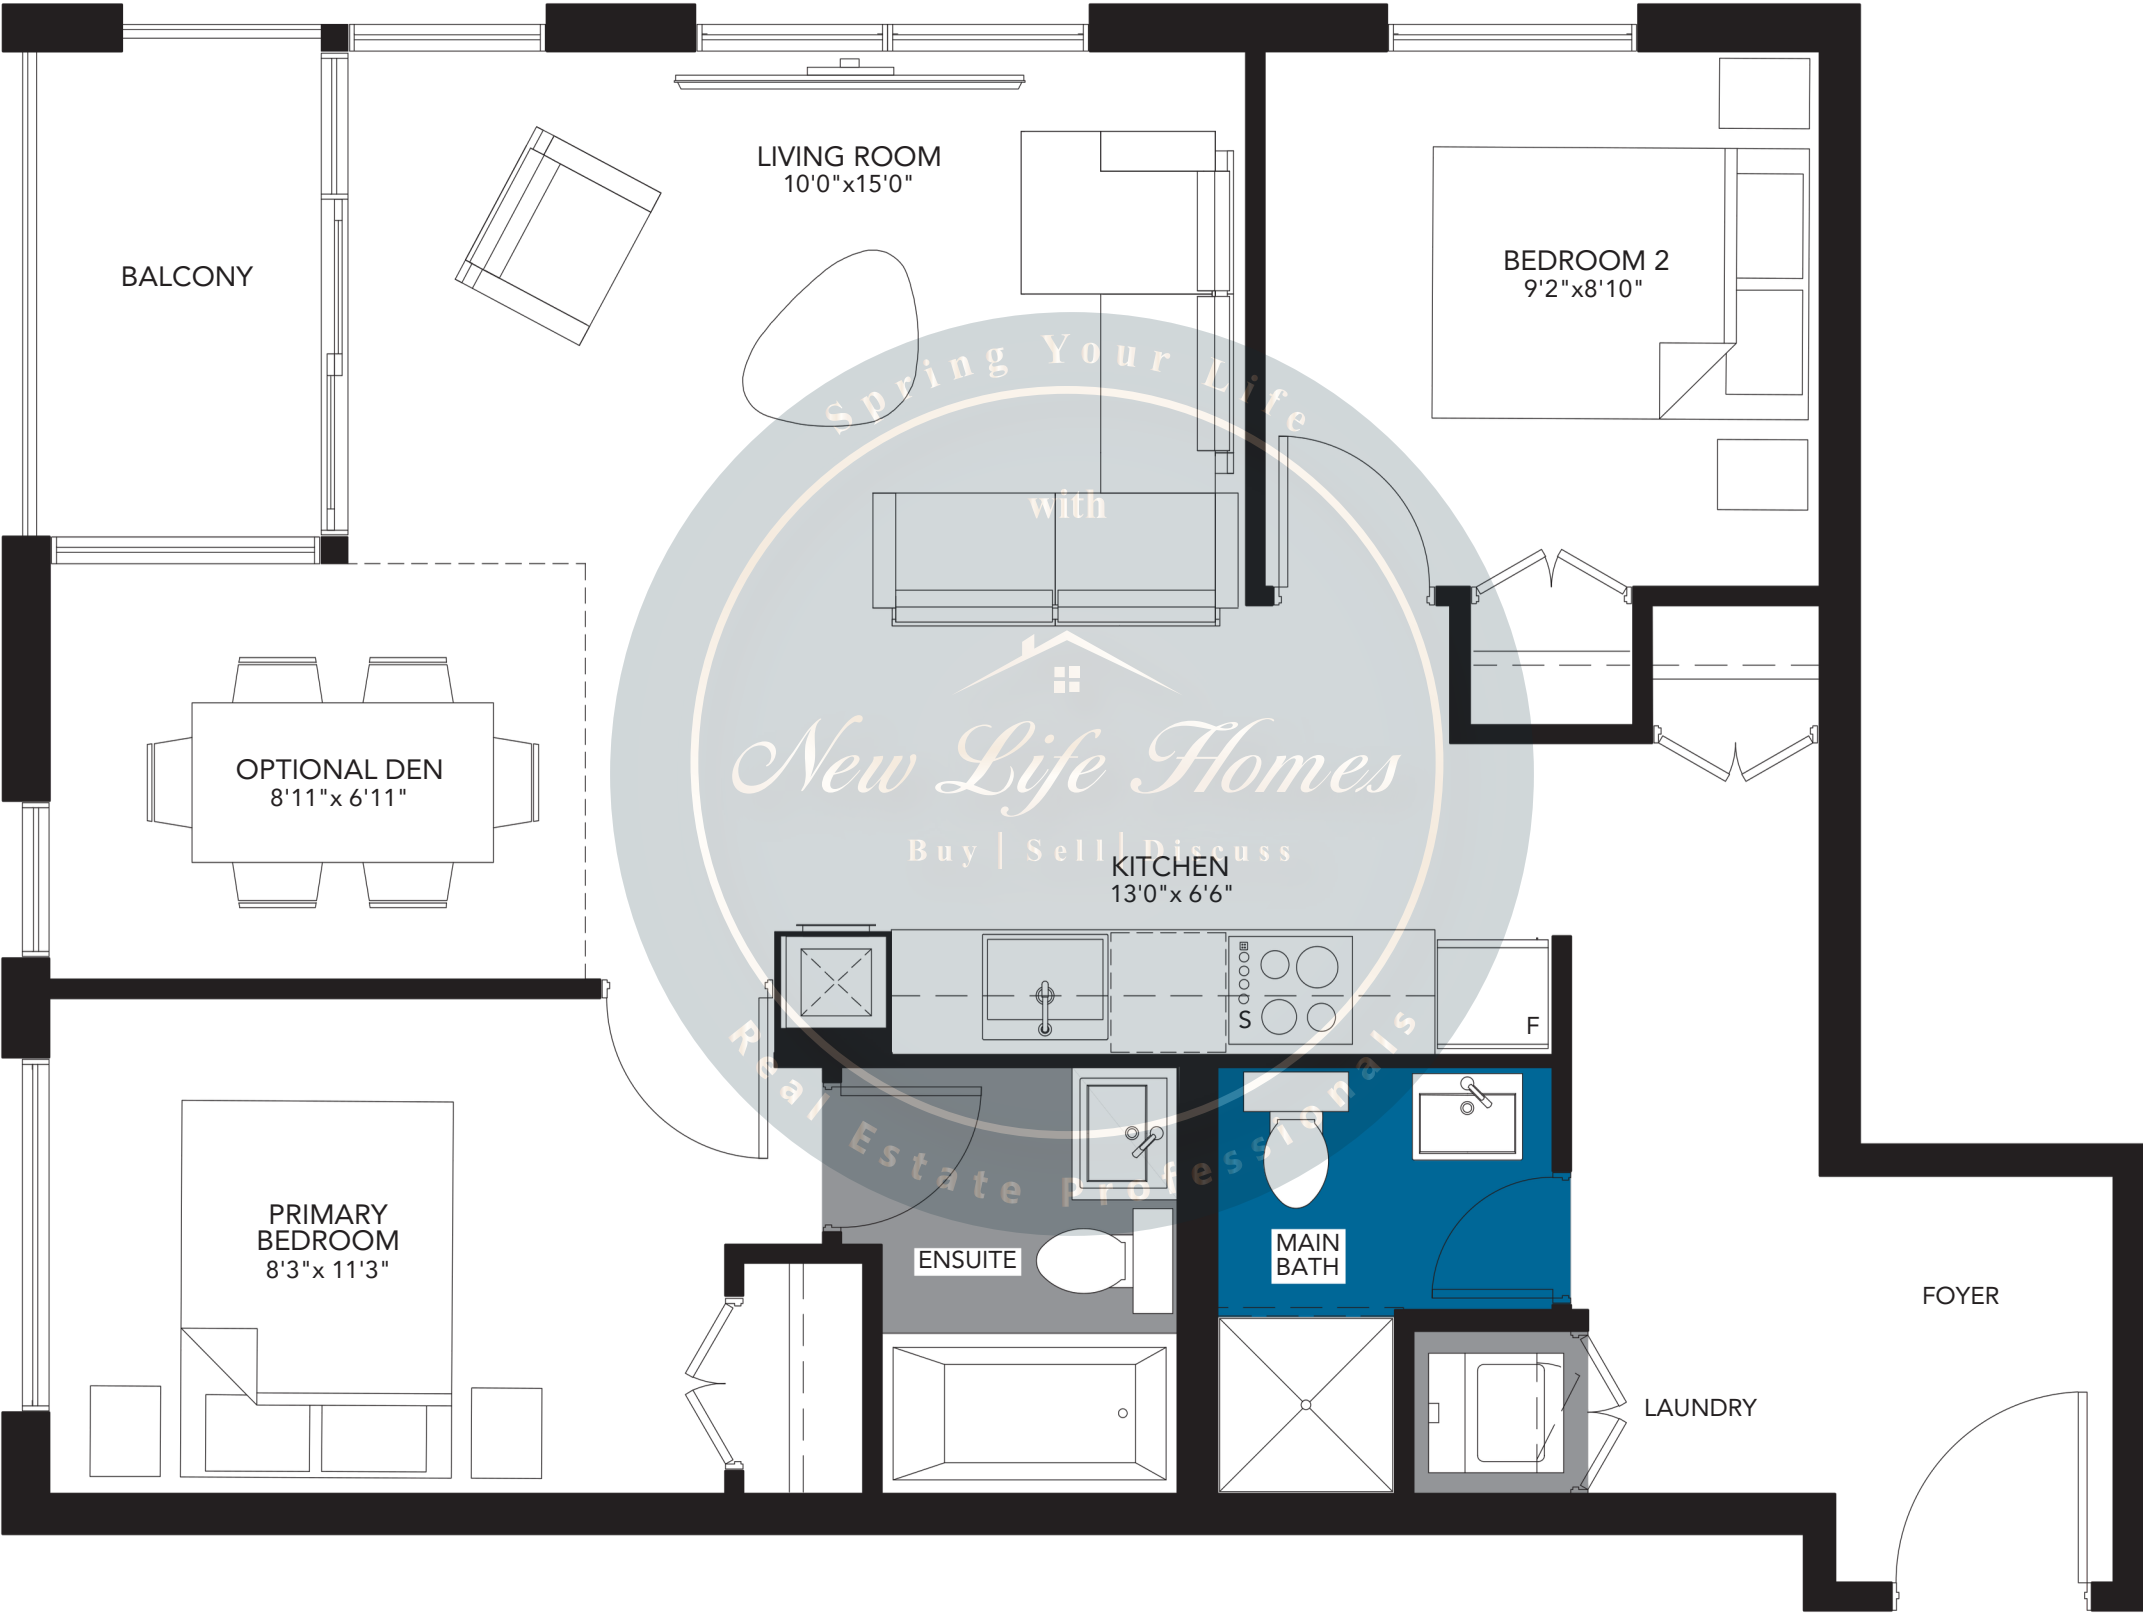 LIVING ROOM
10'0"x15'0"
BALCONY
BEDROOM 2
9'2"x8'10"
Spring Your Life
with
New Life Homes
Buy | Sell | Discuss
Real Estate Professionals
OPTIONAL DEN
8'11"x 6'11"
KITCHEN
13'0"x 6'6"
S
F
PRIMARY
BEDROOM
8'3"x 11'3"
ENSUITE
MAIN
BATH
FOYER
LAUNDRY